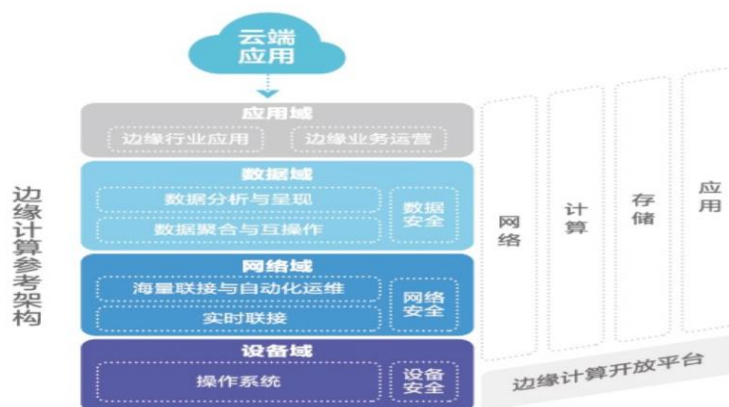 云端
应用
应用域
边缘行业应用
边缘业务运营
数据域
数据分析与呈现
数据聚合与互操作
数据
安全
网络域
海量联接与自动化运维
实时联接
网络
安全
设备域
操作系统
设备
安全
边缘计算参考架构
网络
计算
存储
应用
边缘计算开放平台